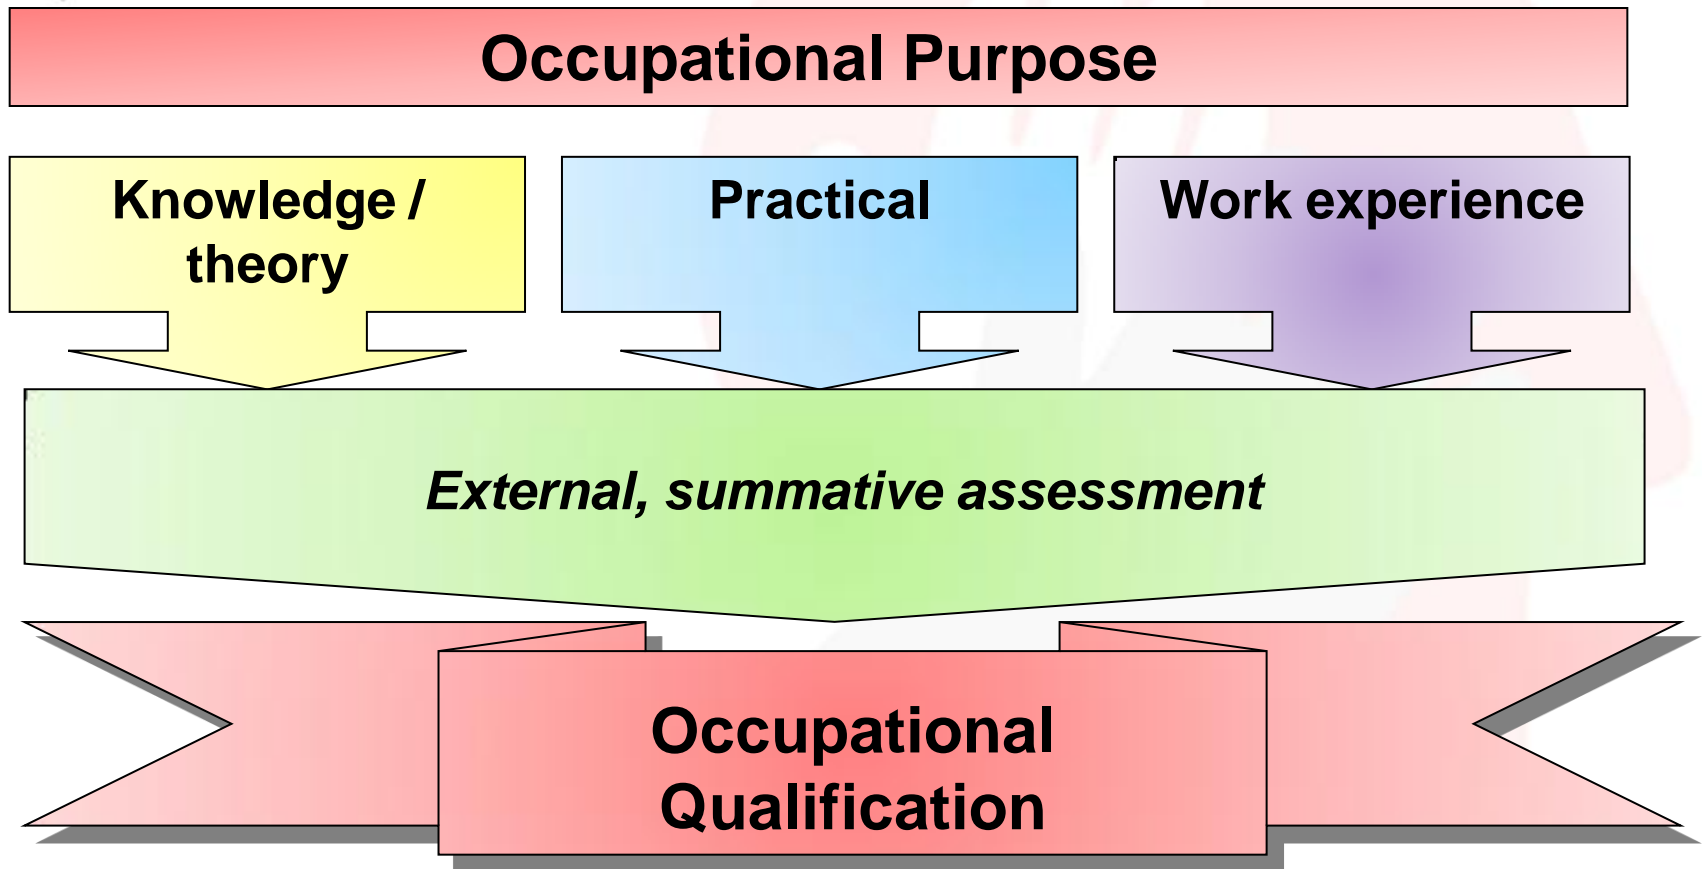 Occupational Purpose
Knowledge /
theory
Practical
Work experience
External, summative assessment
Occupational
Qualification